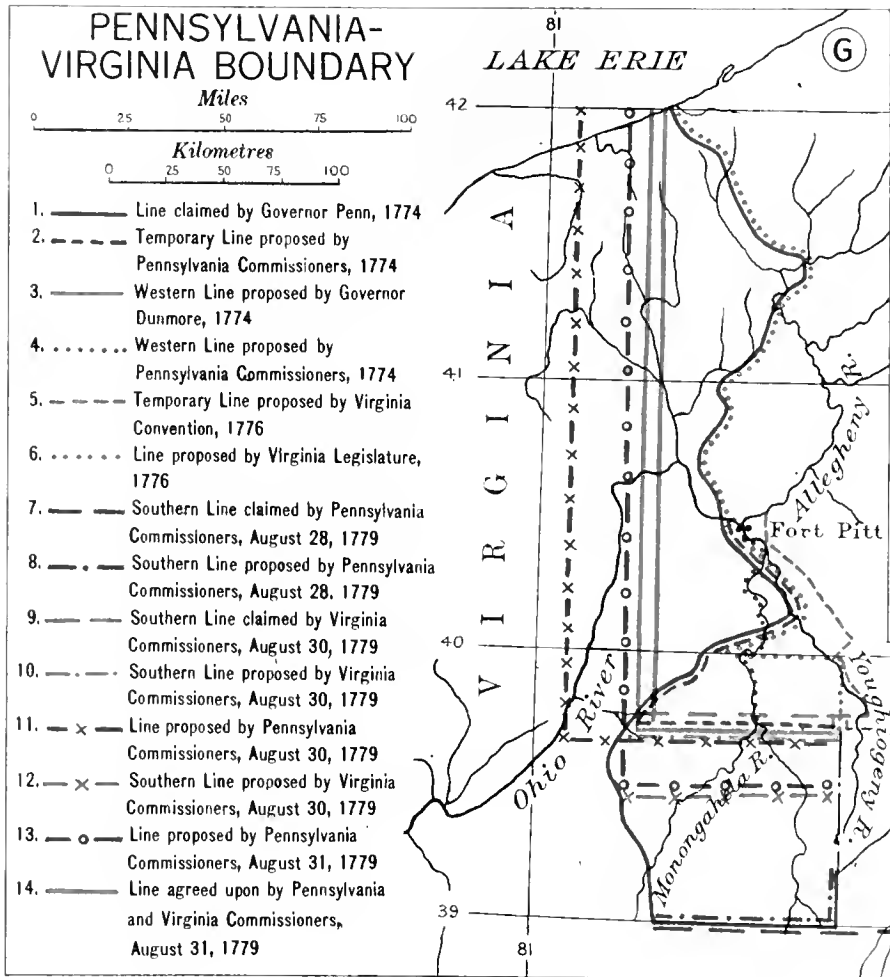 PENNSYLVANIA-
VIRGINIA BOUNDARY
Miles
0 25 50 75 100
Kilometres
0 25 50 75 100
1. Line claimed by Governor Penn, 1774
2. Temporary Line proposed by
Pennsylvania Commissioners, 1774
3. Western Line proposed by Governor
Dunmore, 1774
4. Western Line proposed by
Pennsylvania Commissioners, 1774
5. Temporary Line proposed by Virginia
Convention, 1776
6. Line proposed by Virginia Legislature,
1776
7. Southern Line claimed by Pennsylvania
Commissioners, August 28, 1779
8. Southern Line proposed by Pennsylvania
Commissioners, August 28, 1779
9. Southern Line claimed by Virginia
Commissioners, August 30, 1779
10. Southern Line proposed by Virginia
Commissioners, August 30, 1779
11. Line proposed by Pennsylvania
Commissioners, August 30, 1779
12. Southern Line proposed by Virginia
Commissioners, August 30, 1779
13. Line proposed by Pennsylvania
Commissioners, August 31, 1779
14. Line agreed upon by Pennsylvania
and Virginia Commissioners,
August 31, 1779
81
LAKE ERIE
G
42
VIRGINIA
41
Allegheny R.
Fort Pitt
40
Ohio River
Youghiogeny R.
Monongahela R.
39
81